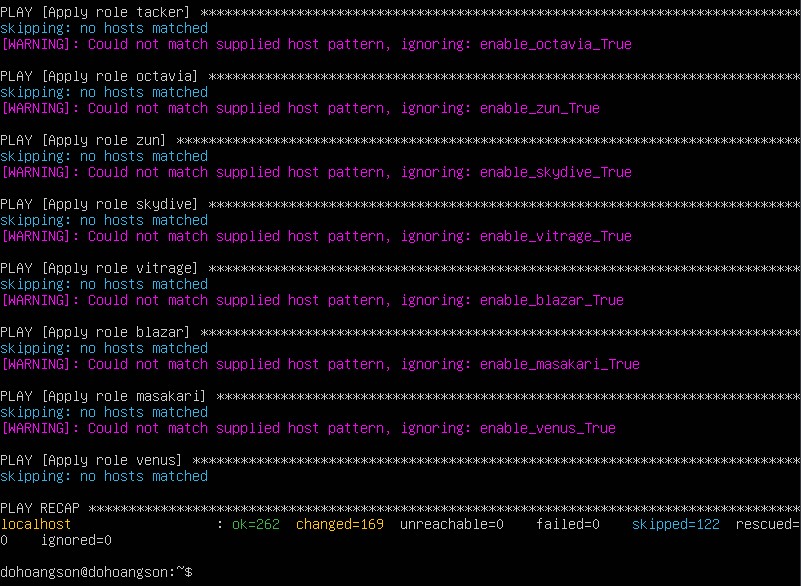 PLAY [Apply role tacker] ***************************************************************************
skipping: no hosts matched
[WARNING]: Could not match supplied host pattern, ignoring: enable_octavia_True
PLAY [Apply role octavia] **************************************************************************
skipping: no hosts matched
[WARNING]: Could not match supplied host pattern, ignoring: enable_zun_True
PLAY [Apply role zun] ******************************************************************************
skipping: no hosts matched
[WARNING]: Could not match supplied host pattern, ignoring: enable_skydive_True
PLAY [Apply role skydive] **************************************************************************
skipping: no hosts matched
[WARNING]: Could not match supplied host pattern, ignoring: enable_vitrage_True
PLAY [Apply role vitrage] **************************************************************************
skipping: no hosts matched
[WARNING]: Could not match supplied host pattern, ignoring: enable_blazar_True
PLAY [Apply role blazar] ***************************************************************************
skipping: no hosts matched
[WARNING]: Could not match supplied host pattern, ignoring: enable_masakari_True
PLAY [Apply role masakari] *************************************************************************
skipping: no hosts matched
[WARNING]: Could not match supplied host pattern, ignoring: enable_venus_True
PLAY [Apply role venus] ****************************************************************************
skipping: no hosts matched
PLAY RECAP *****************************************************************************************
localhost                  : ok=262  changed=169  unreachable=0    failed=0    skipped=122  rescued=
0    ignored=0
dohoangson@dohoangson:~$